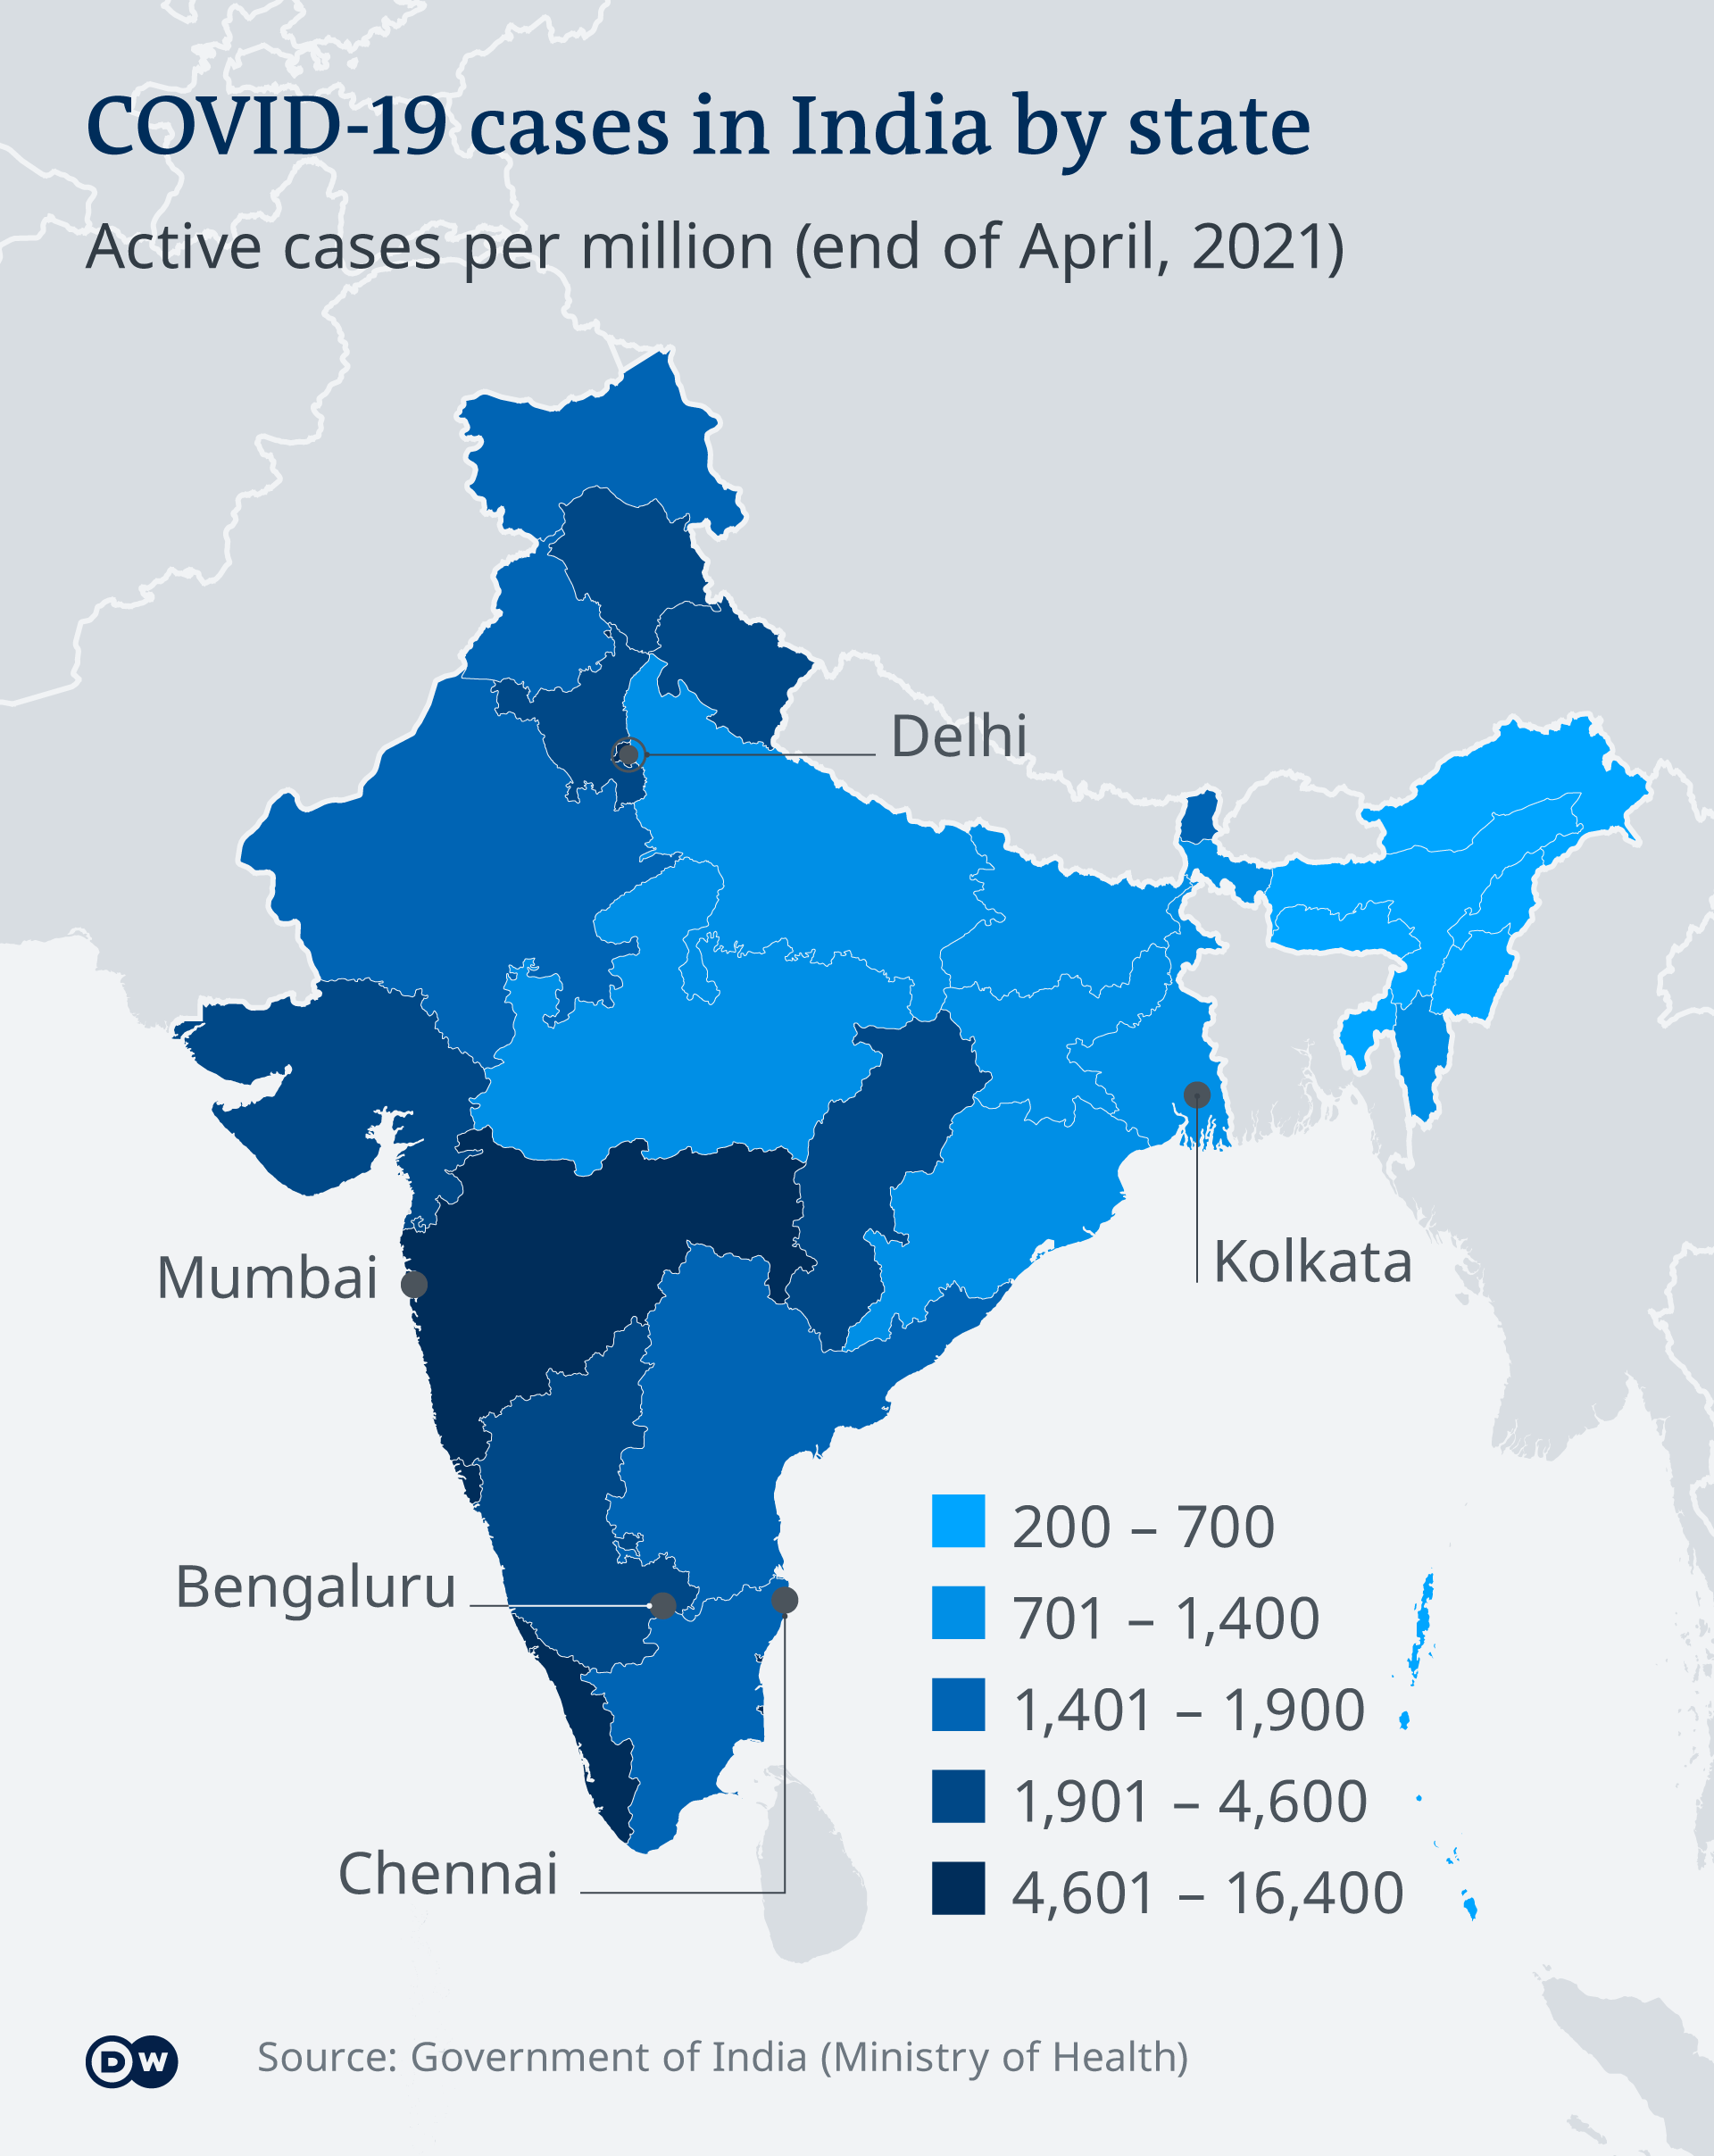 COVID-19 cases in India by state
Active cases per million (end of April, 2021)
Delhi
Kolkata
Mumbai
Bengaluru
Chennai
200 – 700
701 – 1,400
1,401 – 1,900
1,901 – 4,600
4,601 – 16,400
DW
Source: Government of India (Ministry of Health)